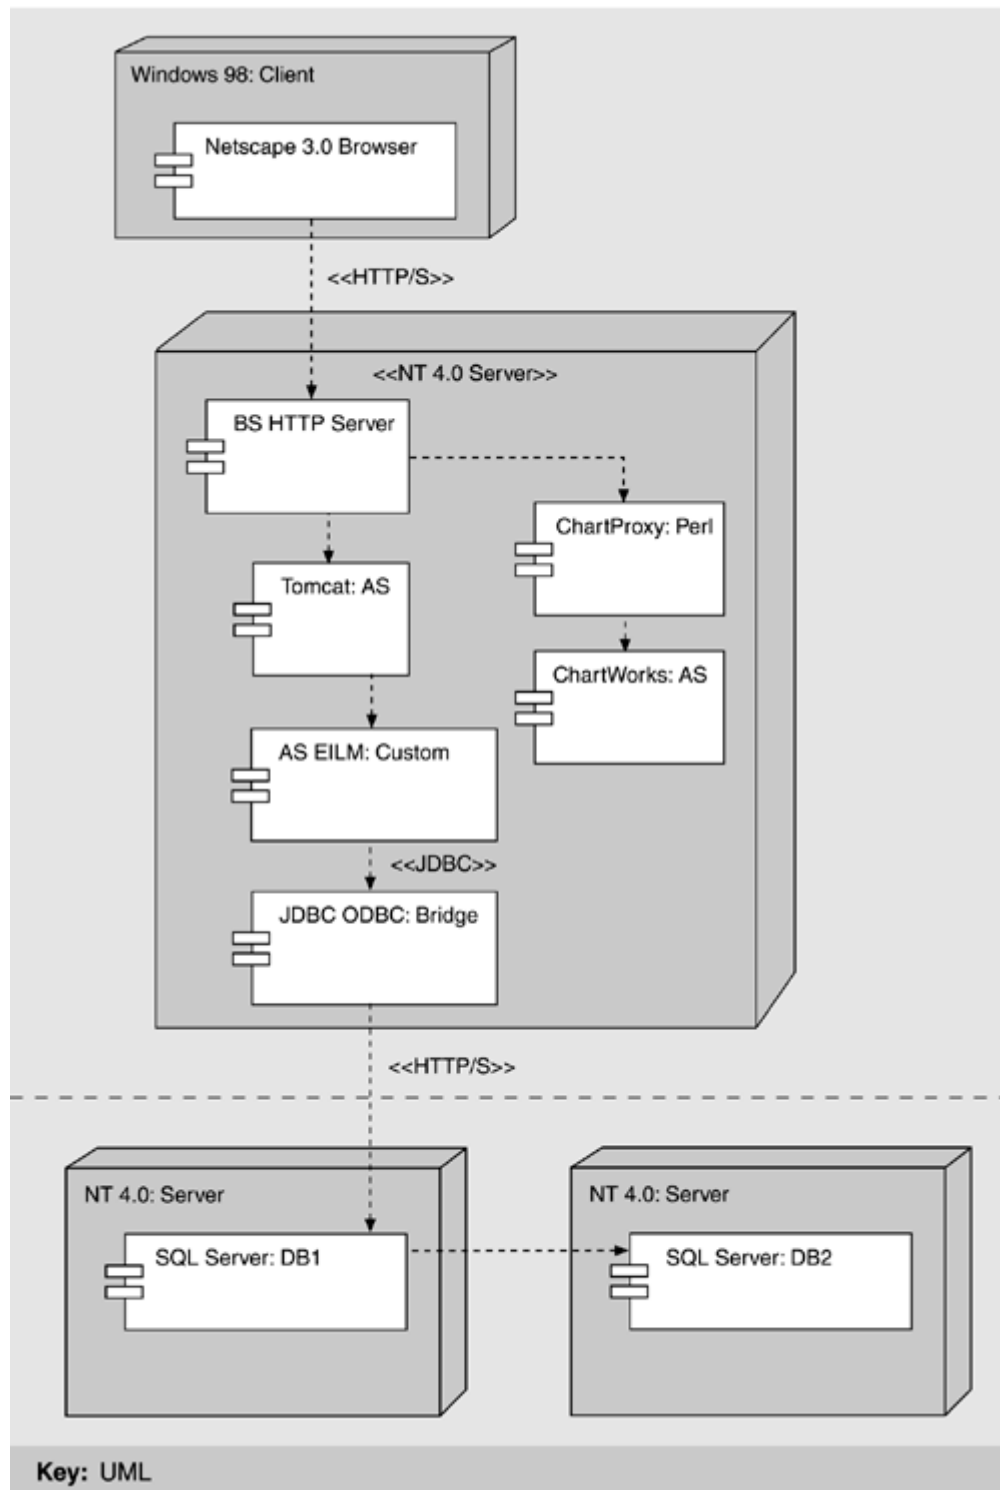 Windows 98: Client
Netscape 3.0 Browser
<<HTTP/S>>
<<NT 4.0 Server>>
BS HTTP Server
ChartProxy: Perl
Tomcat: AS
ChartWorks: AS
AS EILM: Custom
<<JDBC>>
JDBC ODBC: Bridge
<<HTTP/S>>
NT 4.0: Server
NT 4.0: Server
SQL Server: DB1
SQL Server: DB2
Key: UML